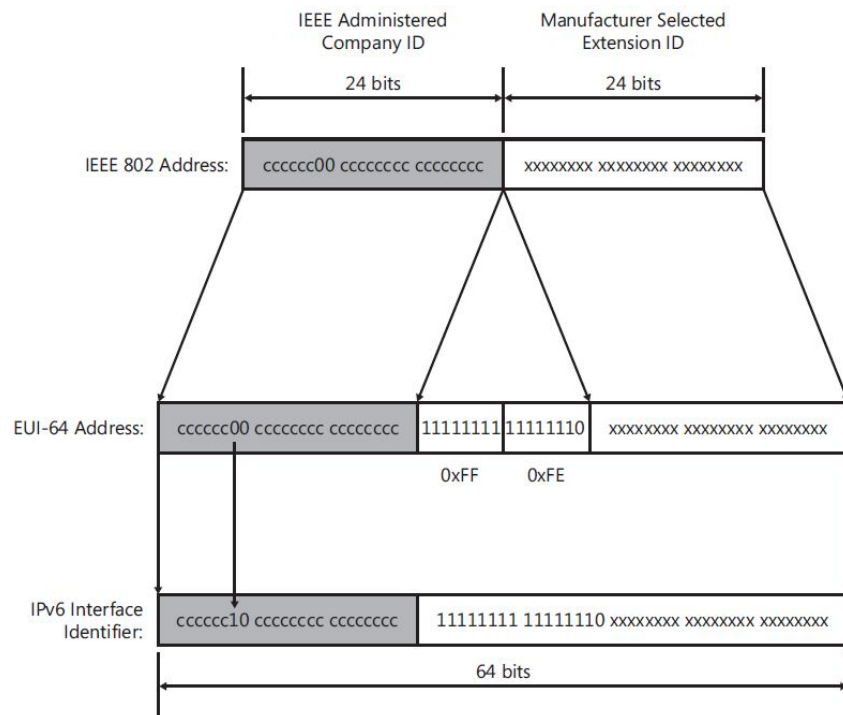 IEEE Administered
Company ID
Manufacturer Selected
Extension ID
24 bits
24 bits
IEEE 802 Address:
cccccc00 cccccccc cccccccc
xxxxxxxx xxxxxxxx xxxxxxxx
EUI-64 Address:
cccccc00 cccccccc cccccccc
11111111
11111110
xxxxxxxx xxxxxxxx xxxxxxxx
0xFF
0xFE
IPv6 Interface
Identifier:
cccccc10 cccccccc cccccccc
11111111 11111110 xxxxxxxx xxxxxxxx xxxxxxxx
64 bits